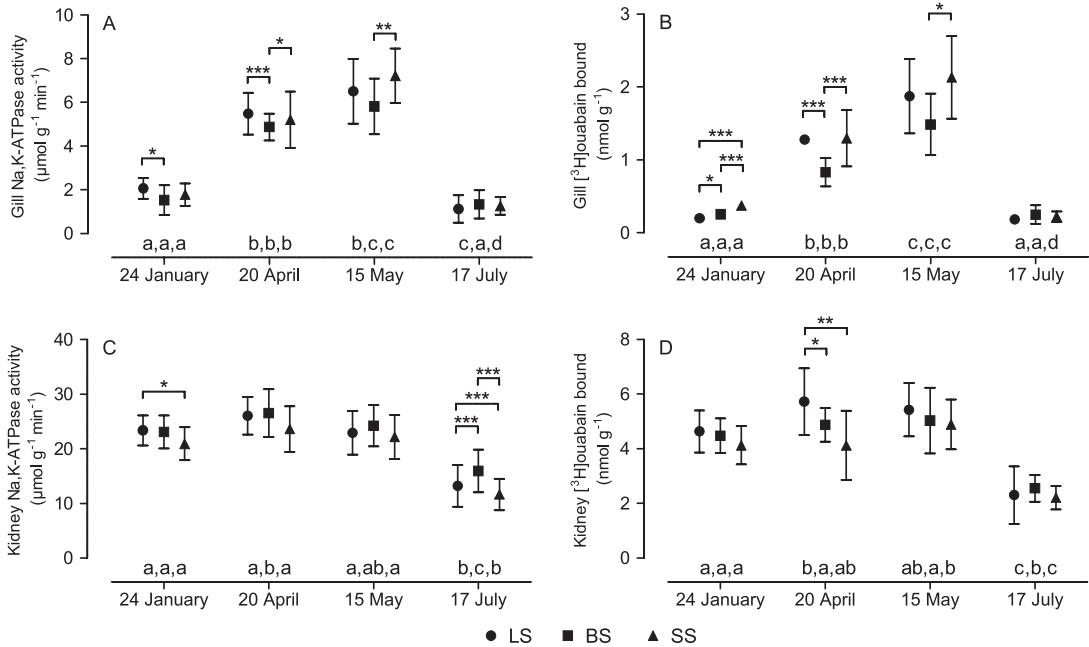 A
Gill Na,K-ATPase activity
(μmol g⁻¹ min⁻¹)
10
8
6
4
2
0
*
***
*
**
a,a,a
b,b,b
b,c,c
c,a,d
24 January
20 April
15 May
17 July
B
Gill [³H]ouabain bound
(nmol g⁻¹)
3
2
1
0
***
***
*
***
***
*
a,a,a
b,b,b
c,c,c
a,a,d
24 January
20 April
15 May
17 July
C
Kidney Na,K-ATPase activity
(μmol g⁻¹ min⁻¹)
40
30
20
10
0
*
***
***
***
a,a,a
a,b,a
a,ab,a
b,c,b
24 January
20 April
15 May
17 July
D
Kidney [³H]ouabain bound
(nmol g⁻¹)
8
6
4
2
0
**
*
a,a,a
b,a,ab
ab,a,b
c,b,c
24 January
20 April
15 May
17 July
LS BS SS